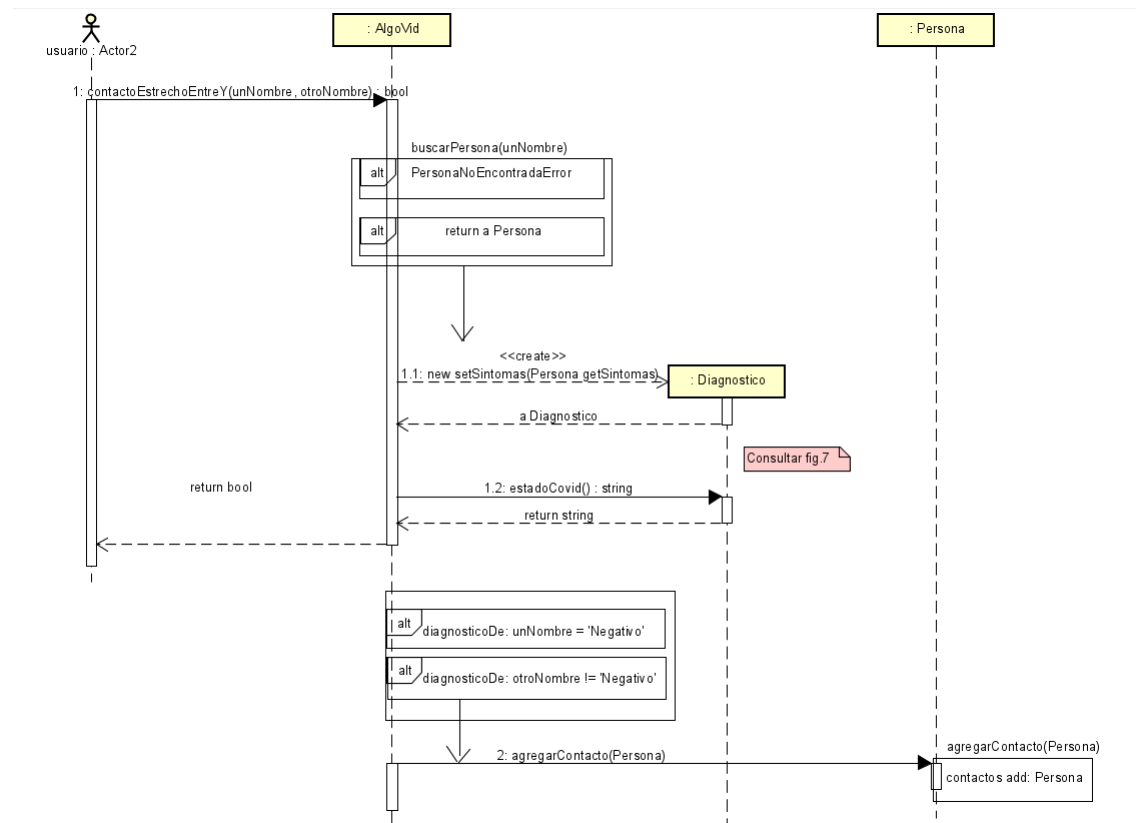 : AlgoVid
: Persona
usuario : Actor2
1: contactoEstrechoEntreY(unNombre, otroNombre) : bool
buscarPersona(unNombre)
alt
PersonaNoEncontradaError
alt
return a Persona
<<create>>
1.1: new setSintomas(Persona getSintomas)
: Diagnostico
a Diagnostico
Consultar fig.7
return bool
1.2: estadoCovid() : string
return string
alt
diagnosticoDe: unNombre = 'Negativo'
alt
diagnosticoDe: otroNombre != 'Negativo'
agregarContacto(Persona)
2: agregarContacto(Persona)
contactos add: Persona